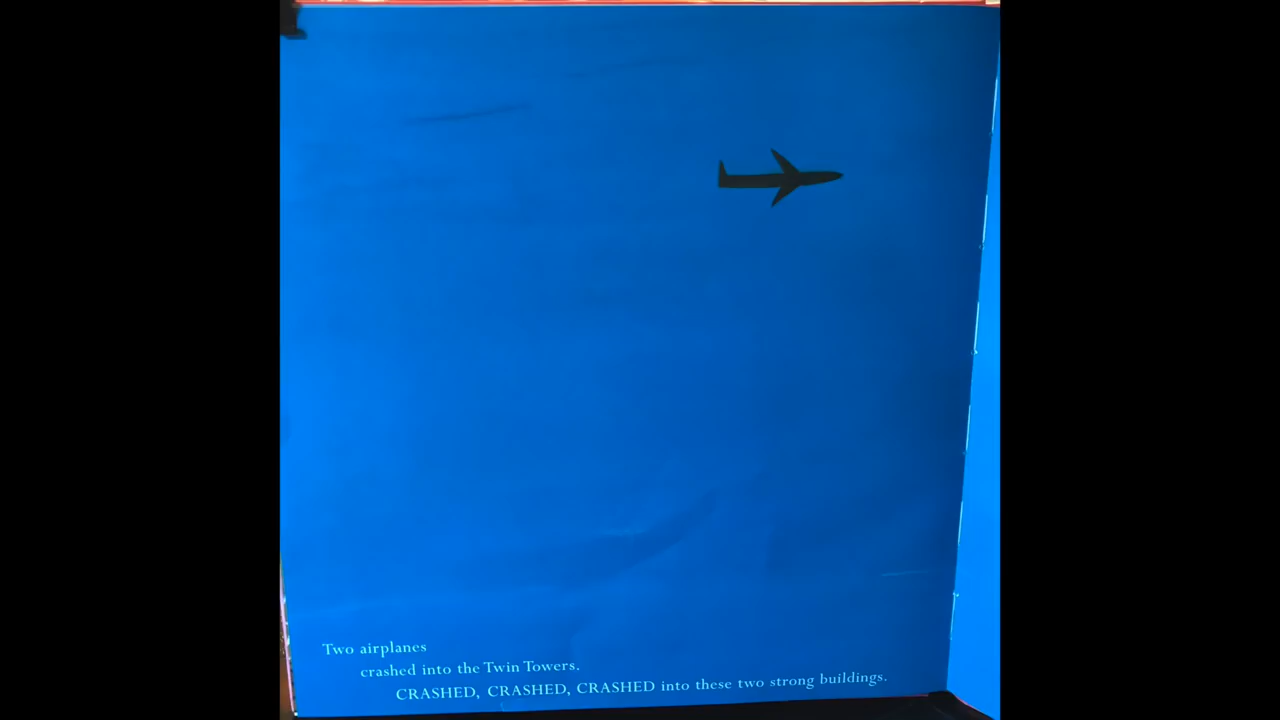 Two airplanes
crashed into the Twin Towers.
CRASHED, CRASHED, CRASHED into these two strong buildings.